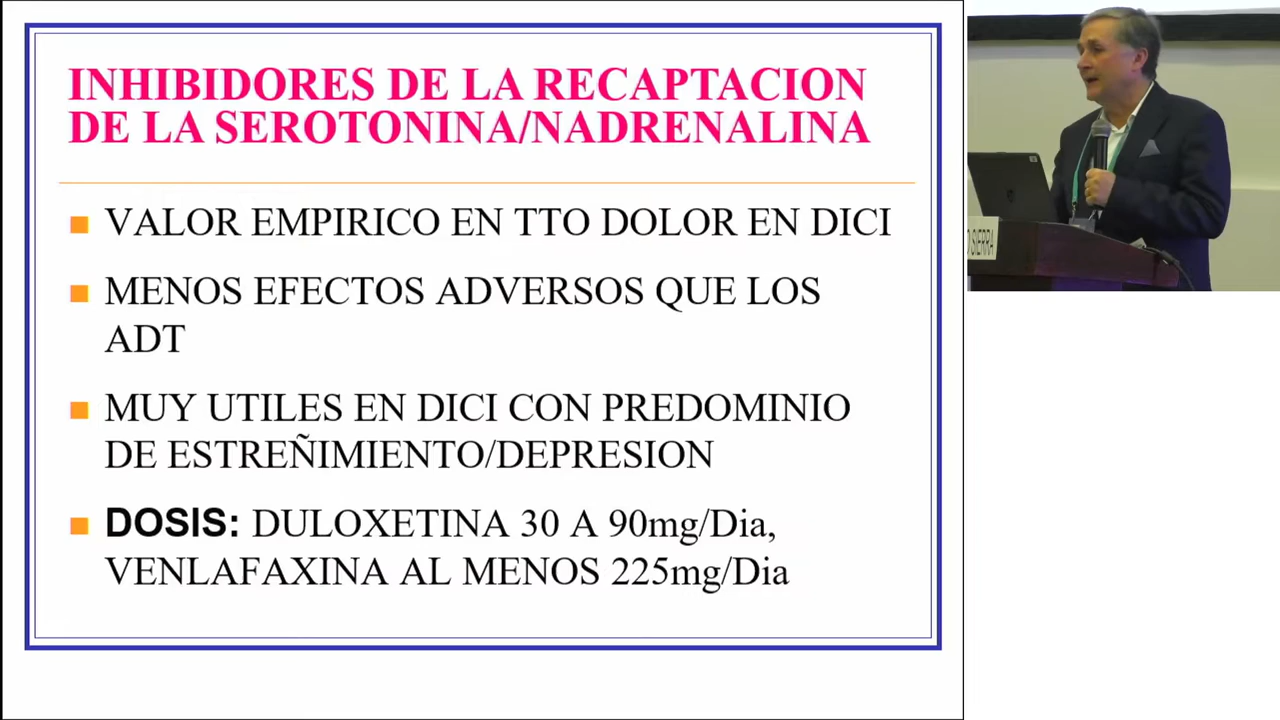 INHIBIDORES DE LA RECAPTACION
DE LA SEROTONINA/NADRENALINA
VALOR EMPIRICO EN TTO DOLOR EN DICI
MENOS EFECTOS ADVERSOS QUE LOS
ADT
MUY UTILES EN DICI CON PREDOMINIO
DE ESTREÑIMIENTO/DEPRESION
DOSIS: DULOXETINA 30 A 90mg/Dia,
VENLAFAXINA AL MENOS 225mg/Dia
SIERRA